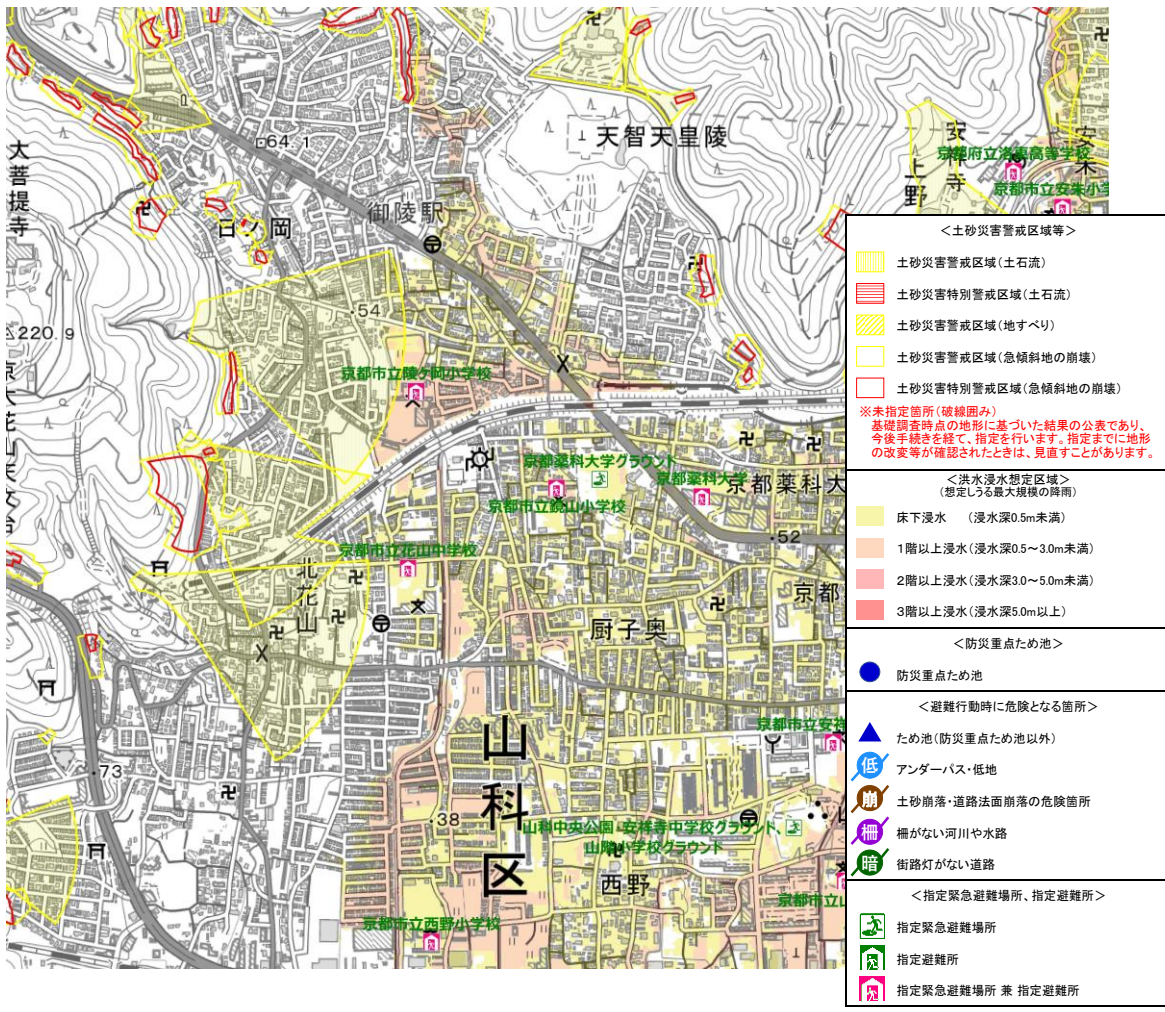 天智天皇陵
安祥寺
安朱
上野
京都府立洛東高等学校
京都市立安朱小学
大菩提寺
64.1
日ノ岡
御陵駅
54
220.9
京大花山天文台
京都市立陵ケ岡小学校
京都薬科大学グラウンド
京都薬科大学
京都薬科大
京都市立鏡山小学校
52
京都市立花山中学校
北花山
京都
厨子奥
山科区
京都市立安祥
73
38
山科中央公園・安祥寺中学校グラウンド、
山階小学校グラウンド
西野
京都市立山
京都市立西野小学校
＜土砂災害警戒区域等＞
土砂災害警戒区域(土石流)
土砂災害特別警戒区域(土石流)
土砂災害警戒区域(地すべり)
土砂災害警戒区域(急傾斜地の崩壊)
土砂災害特別警戒区域(急傾斜地の崩壊)
※未指定箇所(破線囲み)
基礎調査時点の地形に基づいた結果の公表であり、
今後手続きを経て、指定を行います。指定までに地形
の改変等が確認されたときは、見直すことがあります。
＜洪水浸水想定区域＞
(想定しうる最大規模の降雨)
床下浸水　(浸水深0.5m未満)
1階以上浸水(浸水深0.5～3.0m未満)
2階以上浸水(浸水深3.0～5.0m未満)
3階以上浸水(浸水深5.0m以上)
＜防災重点ため池＞
防災重点ため池
＜避難行動時に危険となる箇所＞
ため池(防災重点ため池以外)
低 アンダーパス・低地
崩 土砂崩落・道路法面崩落の危険箇所
柵 柵がない河川や水路
暗 街路灯がない道路
＜指定緊急避難場所、指定避難所＞
指定緊急避難場所
指定避難所
指定緊急避難場所 兼 指定避難所